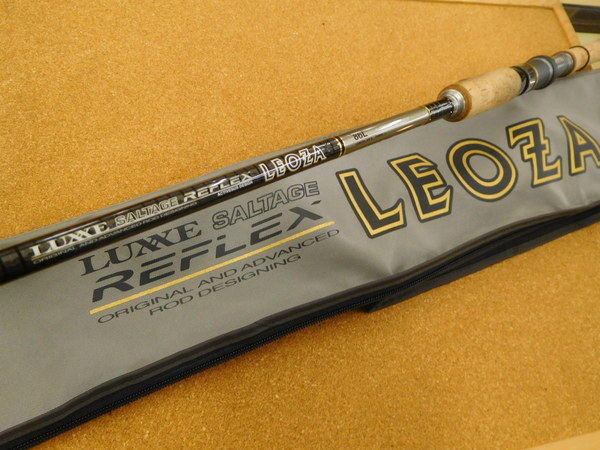 LUXXE SALTAGE REFLEX LEOZA
LEOZA
LUXXE SALTAGE
REFLEX
ORIGINAL AND ADVANCED
ROD DESIGNING